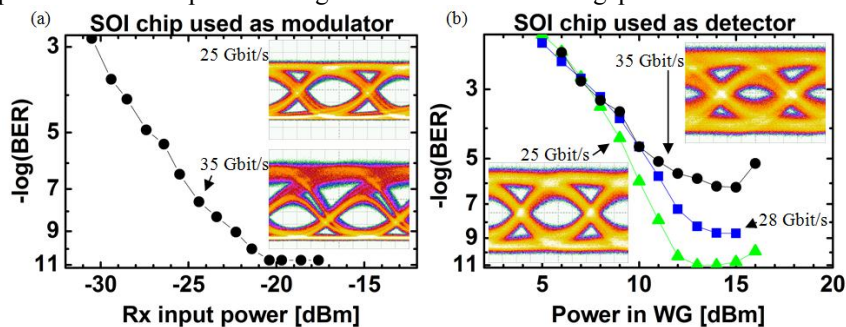 (a) SOI chip used as modulator
-log(BER)
3
5
7
9
11
25 Gbit/s
35 Gbit/s
-30 -25 -20 -15
Rx input power [dBm]
(b) SOI chip used as detector
-log(BER)
3
5
7
9
11
35 Gbit/s
25 Gbit/s
28 Gbit/s
5 10 15 20
Power in WG [dBm]